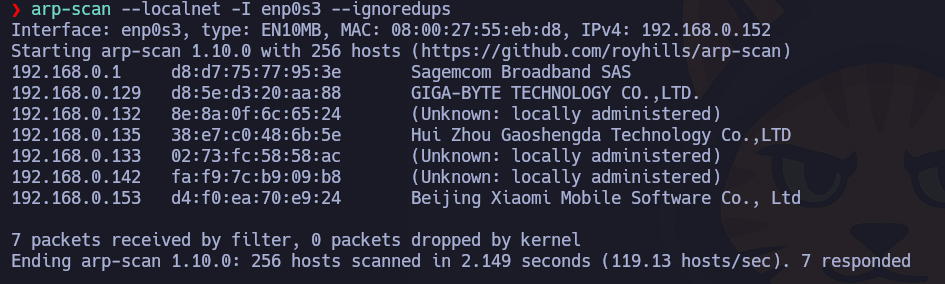 ❯ arp-scan --localnet -I enp0s3 --ignoredups
Interface: enp0s3, type: EN10MB, MAC: 08:00:27:55:eb:d8, IPv4: 192.168.0.152
Starting arp-scan 1.10.0 with 256 hosts (https://github.com/royhills/arp-scan)
192.168.0.1 d8:d7:75:77:95:3e Sagemcom Broadband SAS
192.168.0.129 d8:5e:d3:20:aa:88 GIGA-BYTE TECHNOLOGY CO.,LTD.
192.168.0.132 8e:8a:0f:6c:65:24 (Unknown: locally administered)
192.168.0.135 38:e7:c0:48:6b:5e Hui Zhou Gaoshengda Technology Co.,LTD
192.168.0.133 02:73:fc:58:58:ac (Unknown: locally administered)
192.168.0.142 fa:f9:7c:b9:09:b8 (Unknown: locally administered)
192.168.0.153 d4:f0:ea:70:e9:24 Beijing Xiaomi Mobile Software Co., Ltd
7 packets received by filter, 0 packets dropped by kernel
Ending arp-scan 1.10.0: 256 hosts scanned in 2.149 seconds (119.13 hosts/sec). 7 responded